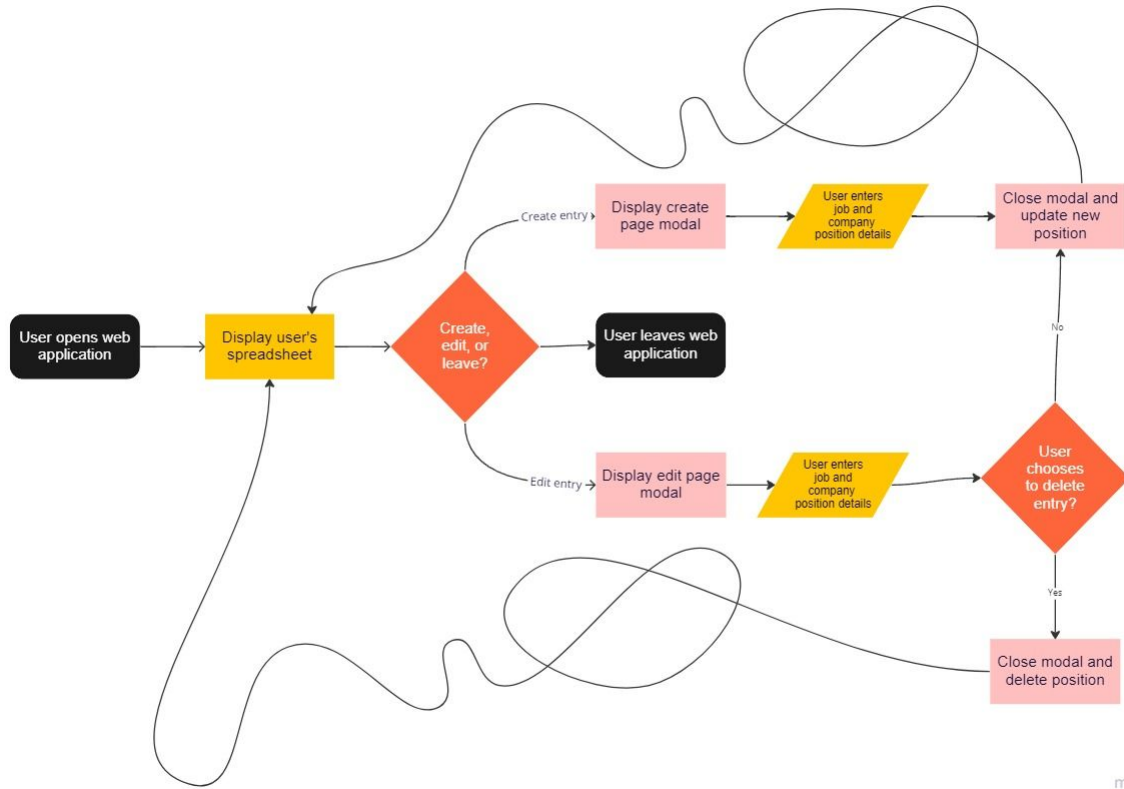 Create entry
Display create
page modal
User enters
job and
company
position details
Close modal and
update new
position
User opens web
application
Display user's
spreadsheet
Create,
edit, or
leave?
User leaves web
application
No
Edit entry
Display edit page
modal
User enters
job and
company
position details
User
chooses
to delete
entry?
Yes
Close modal and
delete position
m